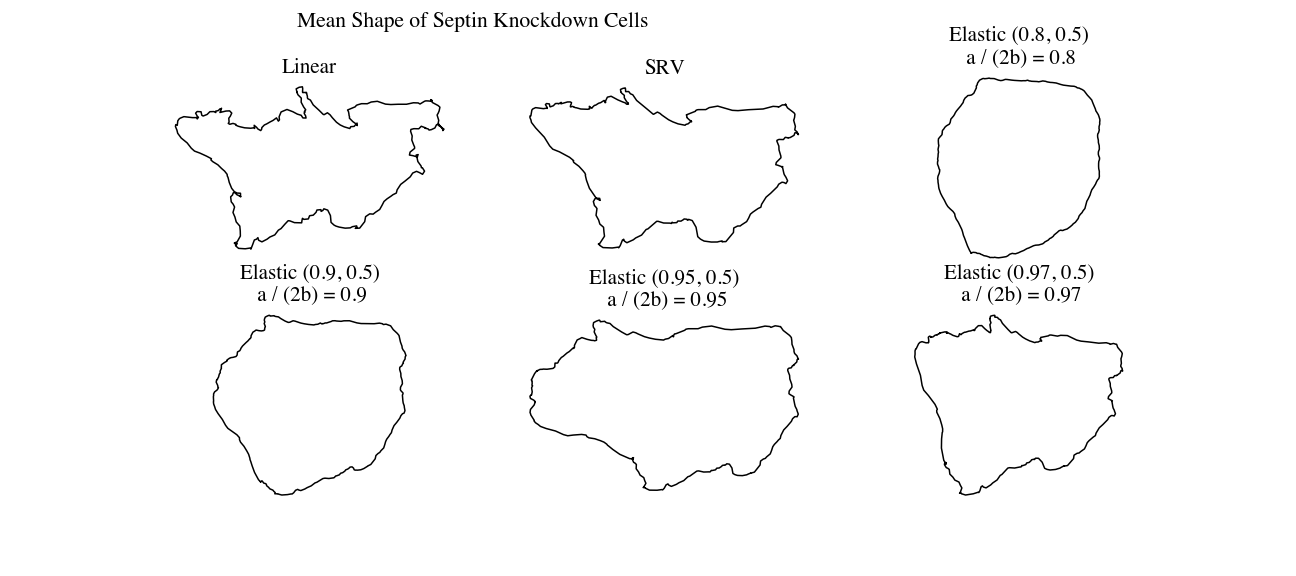 Mean Shape of Septin Knockdown Cells
Linear
SRV
Elastic (0.8, 0.5)
a / (2b) = 0.8
Elastic (0.9, 0.5)
a / (2b) = 0.9
Elastic (0.95, 0.5)
a / (2b) = 0.95
Elastic (0.97, 0.5)
a / (2b) = 0.97